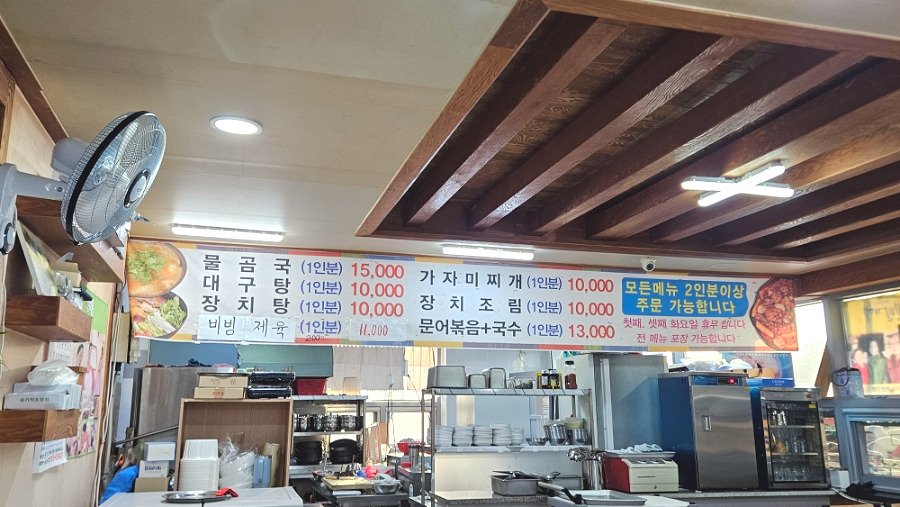 물곰국 (1인분) 15,000
대구탕 (1인분) 10,000
장치탕 (1인분) 10,000
비빔 제육 (1인분) 11,000
200g
가자미찌개 (1인분) 10,000
장치조림 (1인분) 10,000
문어볶음+국수 (1인분) 13,000
모든메뉴 2인분이상
주문 가능합니다
첫째, 셋째 화요일 휴무 입니다
전 메뉴 포장 가능합니다